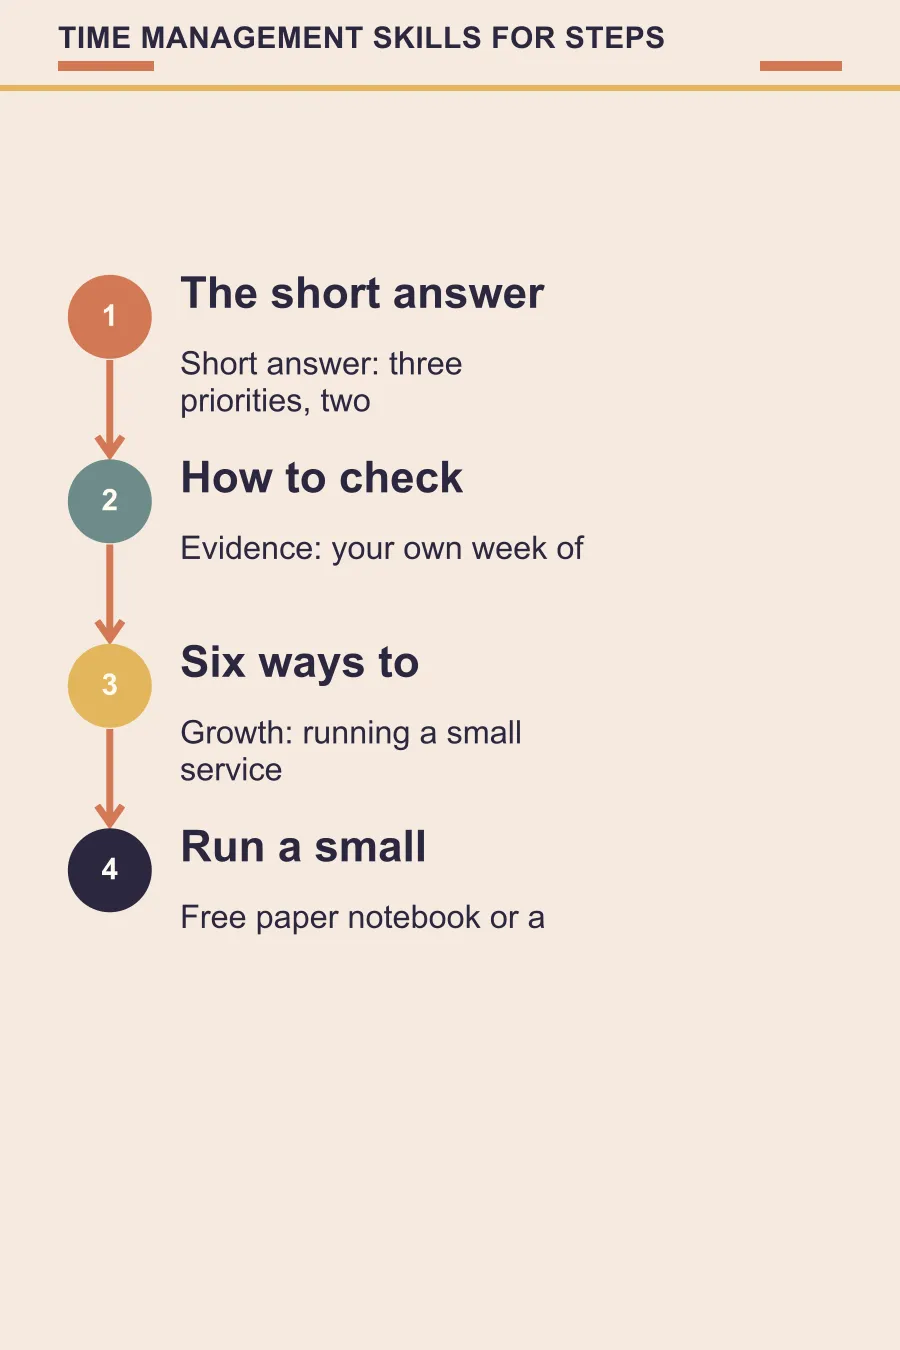 TIME MANAGEMENT SKILLS FOR STEPS
1
The short answer
Short answer: three
priorities, two
2
How to check
Evidence: your own week of
3
Six ways to
Growth: running a small
service
4
Run a small
Free paper notebook or a